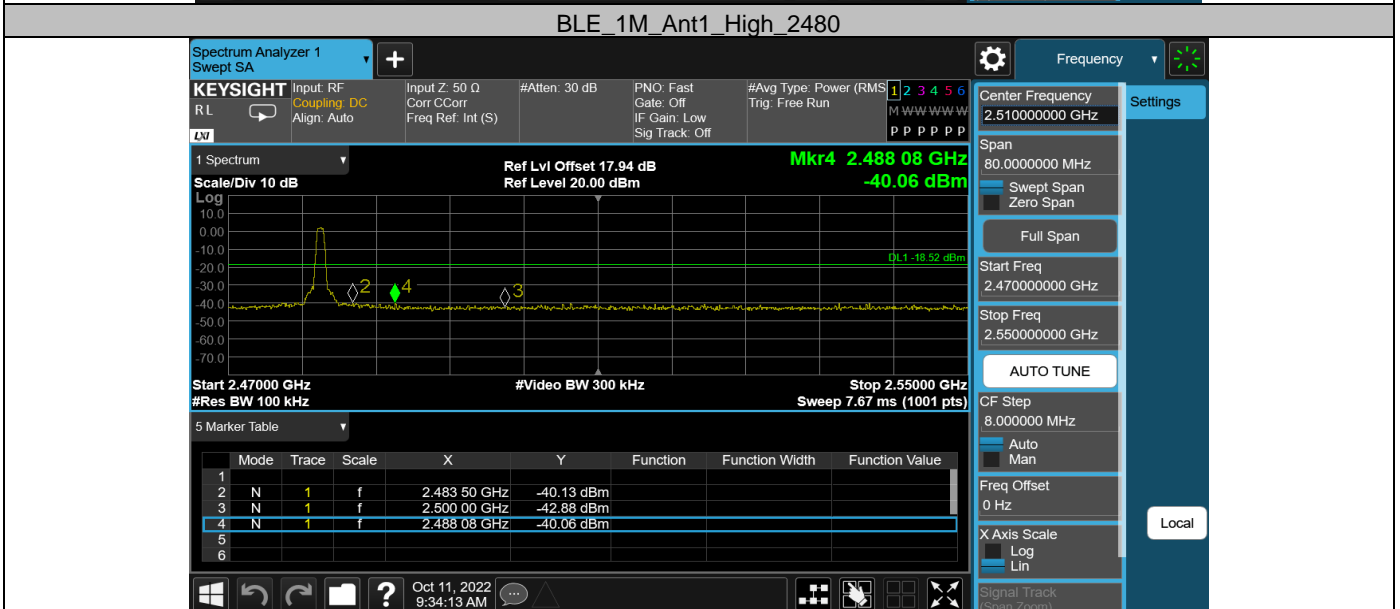 BLE_1M_Ant1_High_2480
Spectrum Analyzer 1
Swept SA
Frequency
KEYSIGHT
RL
LXI
Input: RF
Coupling: DC
Align: Auto
Input Z: 50 Ω
Corr CCorr
Freq Ref: Int (S)
#Atten: 30 dB
PNO: Fast
Gate: Off
IF Gain: Low
Sig Track: Off
#Avg Type: Power (RMS
Trig: Free Run
1 2 3 4 5 6
M W W W W W
P P P P P P
1 Spectrum
Scale/Div 10 dB
Ref Lvl Offset 17.94 dB
Ref Level 20.00 dBm
Mkr4 2.488 08 GHz
-40.06 dBm
Log
10.0
0.00
-10.0
DL1 -18.52 dBm
-20.0
-30.0
2 4 3
-40.0
-50.0
-60.0
-70.0
Start 2.47000 GHz #Video BW 300 kHz Stop 2.55000 GHz
#Res BW 100 kHz Sweep 7.67 ms (1001 pts)
5 Marker Table
Mode Trace Scale X Y Function Function Width Function Value
1
2 N 1 f 2.483 50 GHz -40.13 dBm
3 N 1 f 2.500 00 GHz -42.88 dBm
4 N 1 f 2.488 08 GHz -40.06 dBm
5
6
Oct 11, 2022
9:34:13 AM
Center Frequency
2.510000000 GHz
Settings
Span
80.0000000 MHz
Swept Span
Zero Span
Full Span
Start Freq
2.470000000 GHz
Stop Freq
2.550000000 GHz
AUTO TUNE
CF Step
8.000000 MHz
Auto
Man
Freq Offset
0 Hz
X Axis Scale
Log
Lin
Local
Signal Track
(Span Zoom)